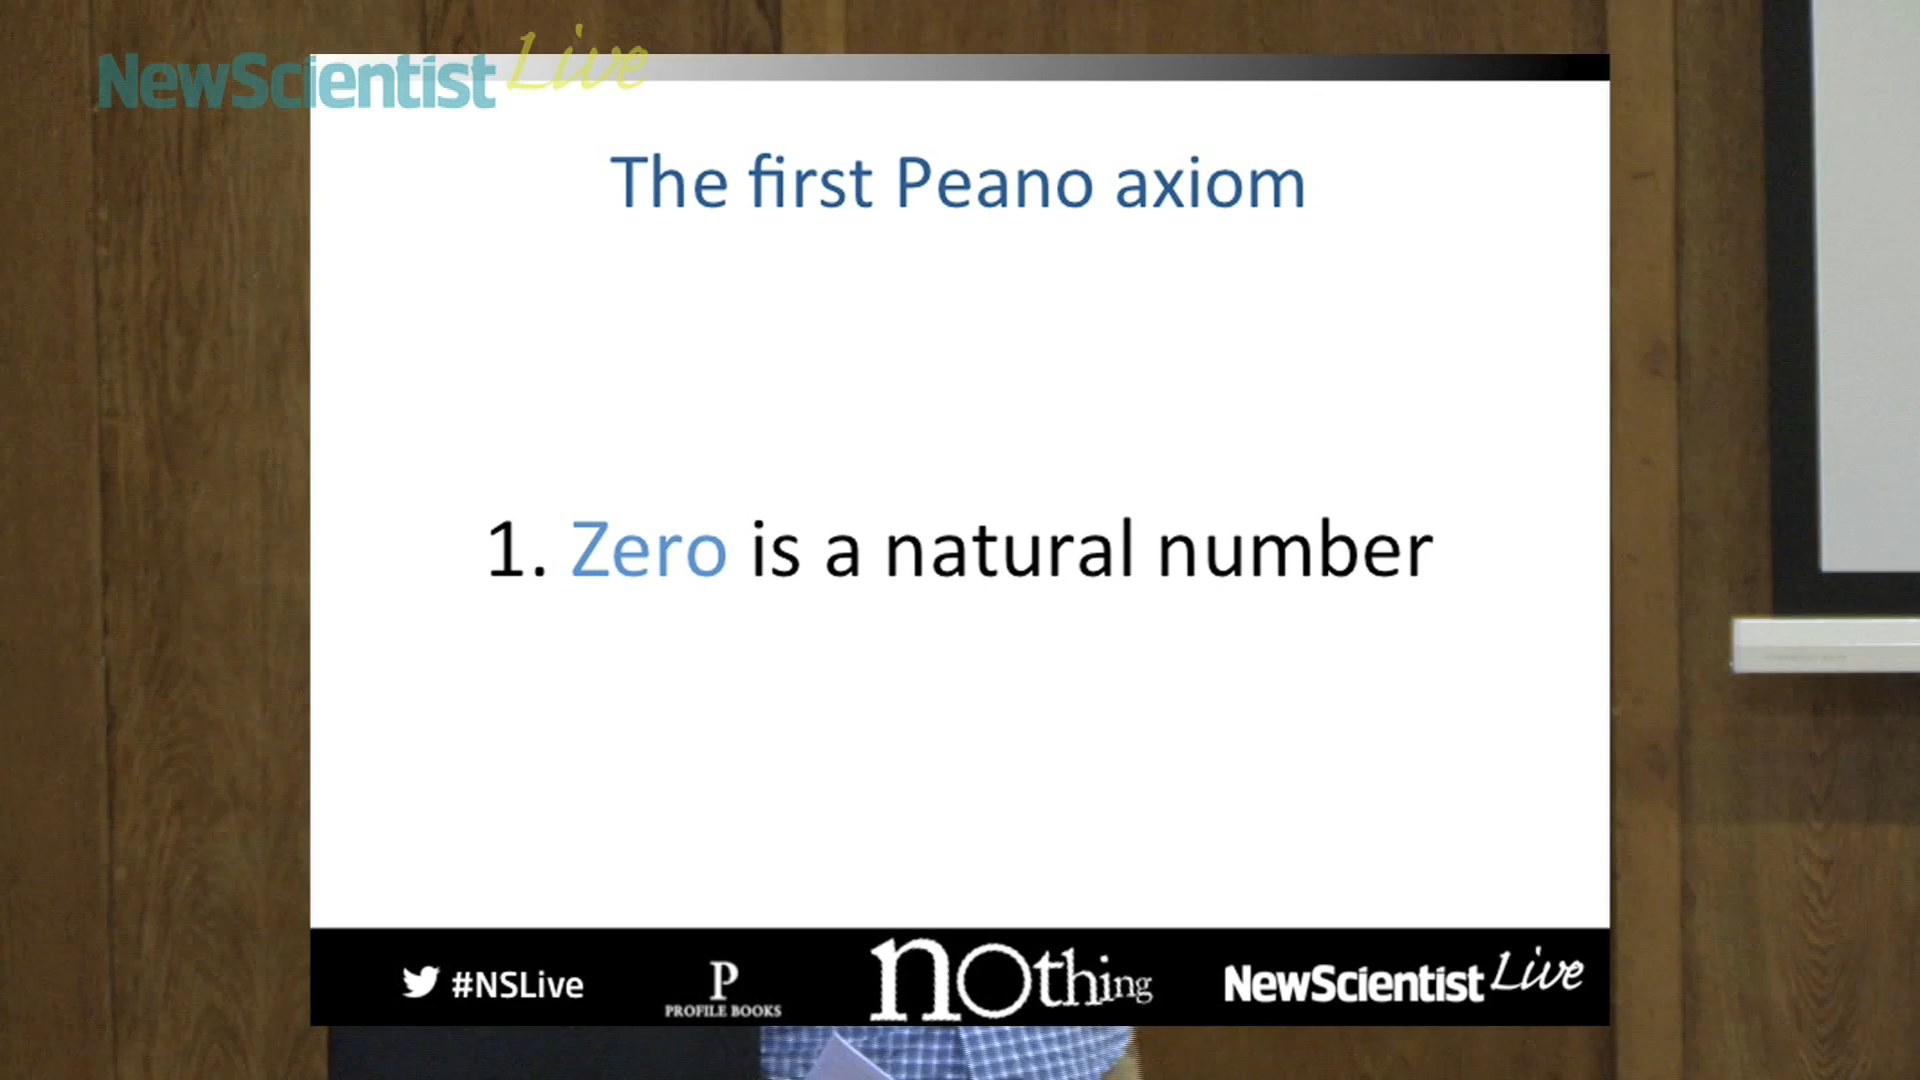 NewScientist Live
The first Peano axiom
1. Zero is a natural number
#NSLive
P
PROFILE BOOKS
nothing
NewScientist Live